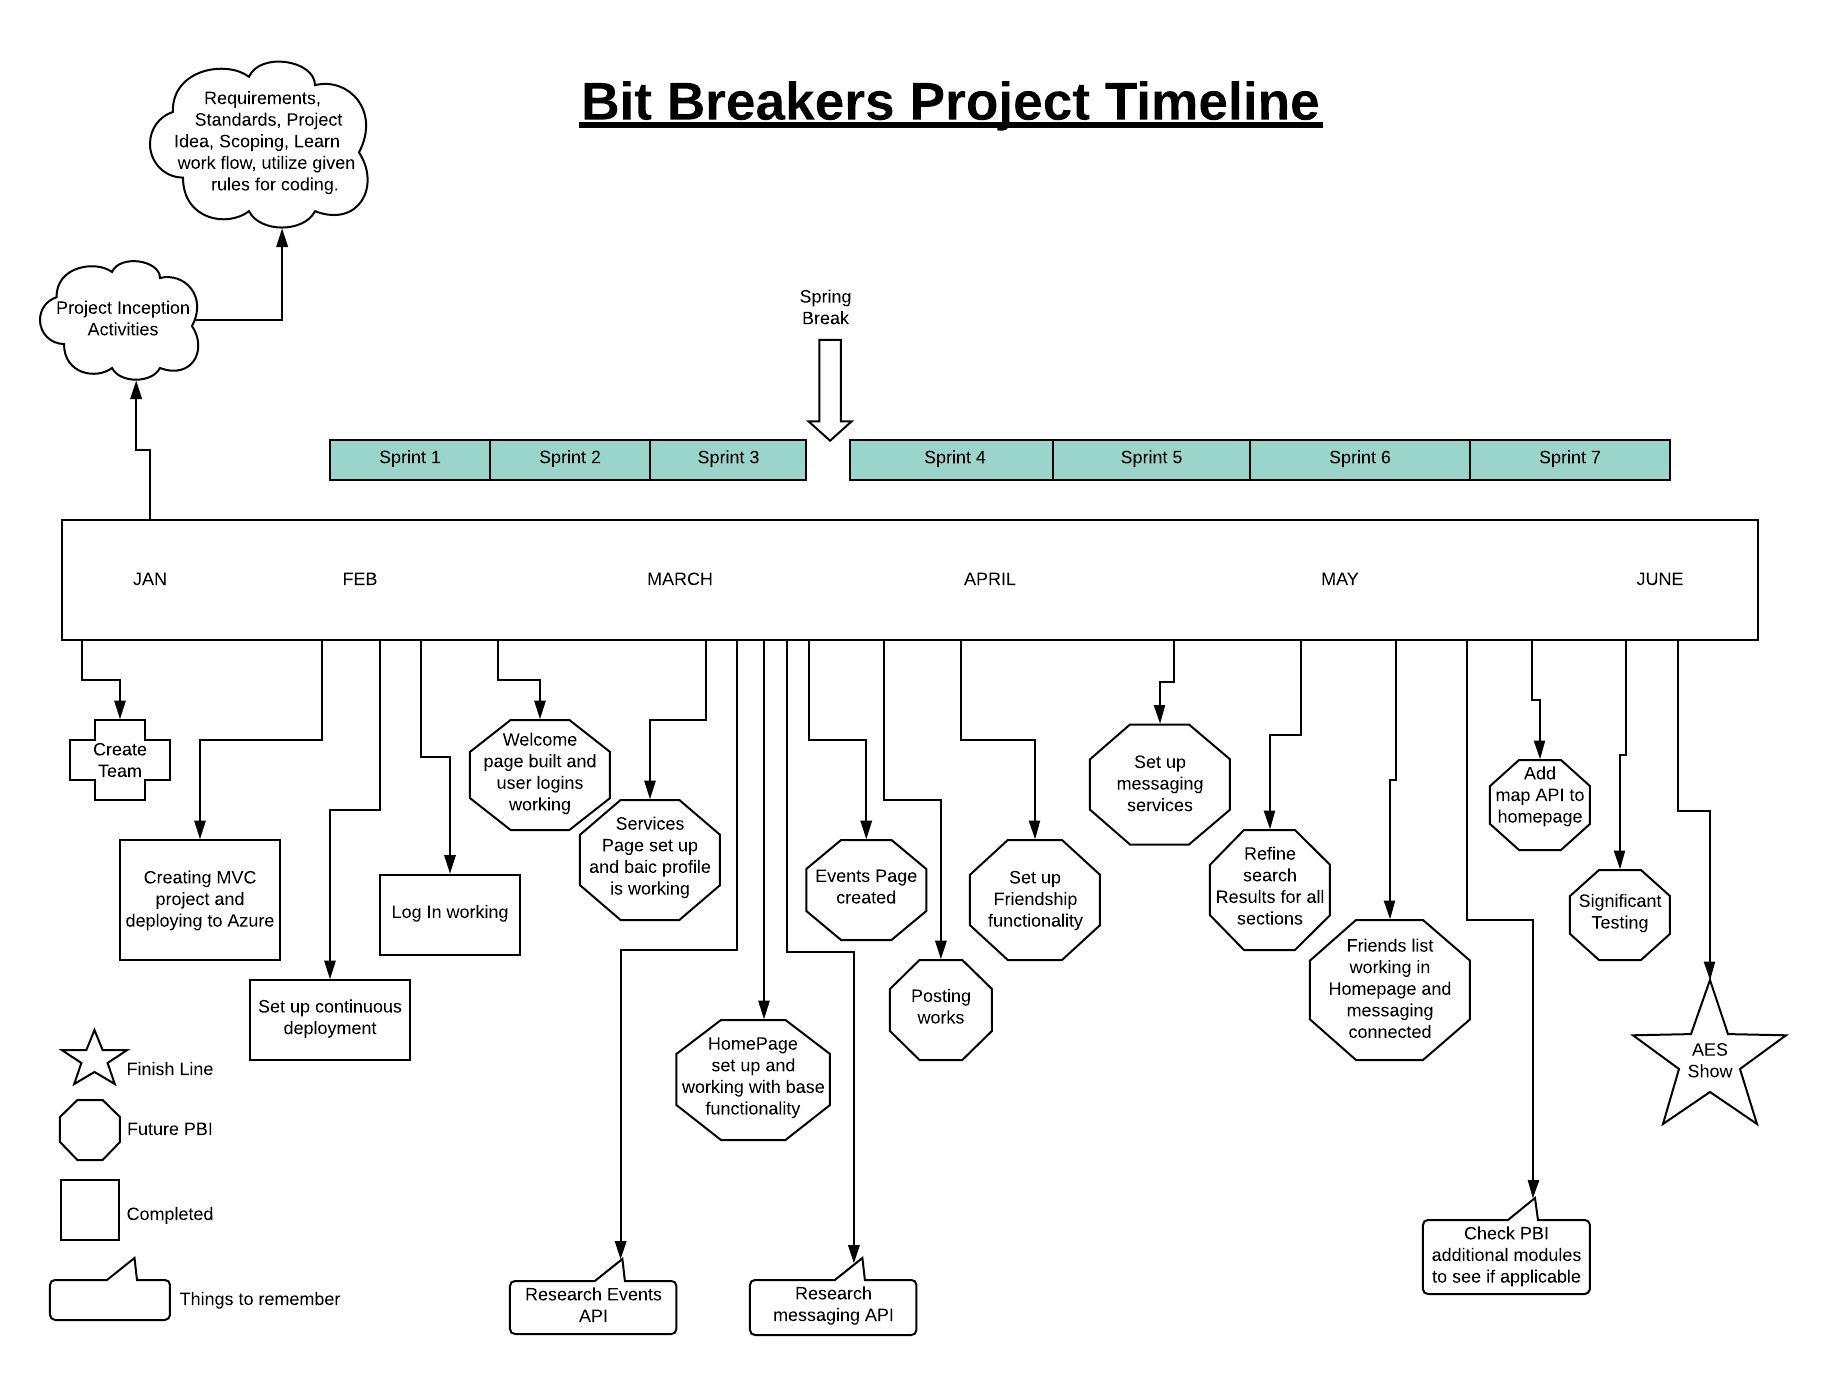 Bit Breakers Project Timeline
Requirements,
Standards, Project
Idea, Scoping, Learn
work flow, utilize given
rules for coding.
Project Inception
Activities
Spring
Break
Sprint 1
Sprint 2
Sprint 3
Sprint 4
Sprint 5
Sprint 6
Sprint 7
JAN
FEB
MARCH
APRIL
MAY
JUNE
Create
Team
Creating MVC
project and
deploying to Azure
Set up continuous
deployment
Log In working
Welcome
page built and
user logins
working
Services
Page set up
and baic profile
is working
Research Events
API
HomePage
set up and
working with base
functionality
Research
messaging API
Events Page
created
Posting
works
Set up
Friendship
functionality
Set up
messaging
services
Refine
search
Results for all
sections
Friends list
working in
Homepage and
messaging
connected
Check PBI
additional modules
to see if applicable
Add
map API to
homepage
Significant
Testing
AES
Show
Finish Line
Future PBI
Completed
Things to remember